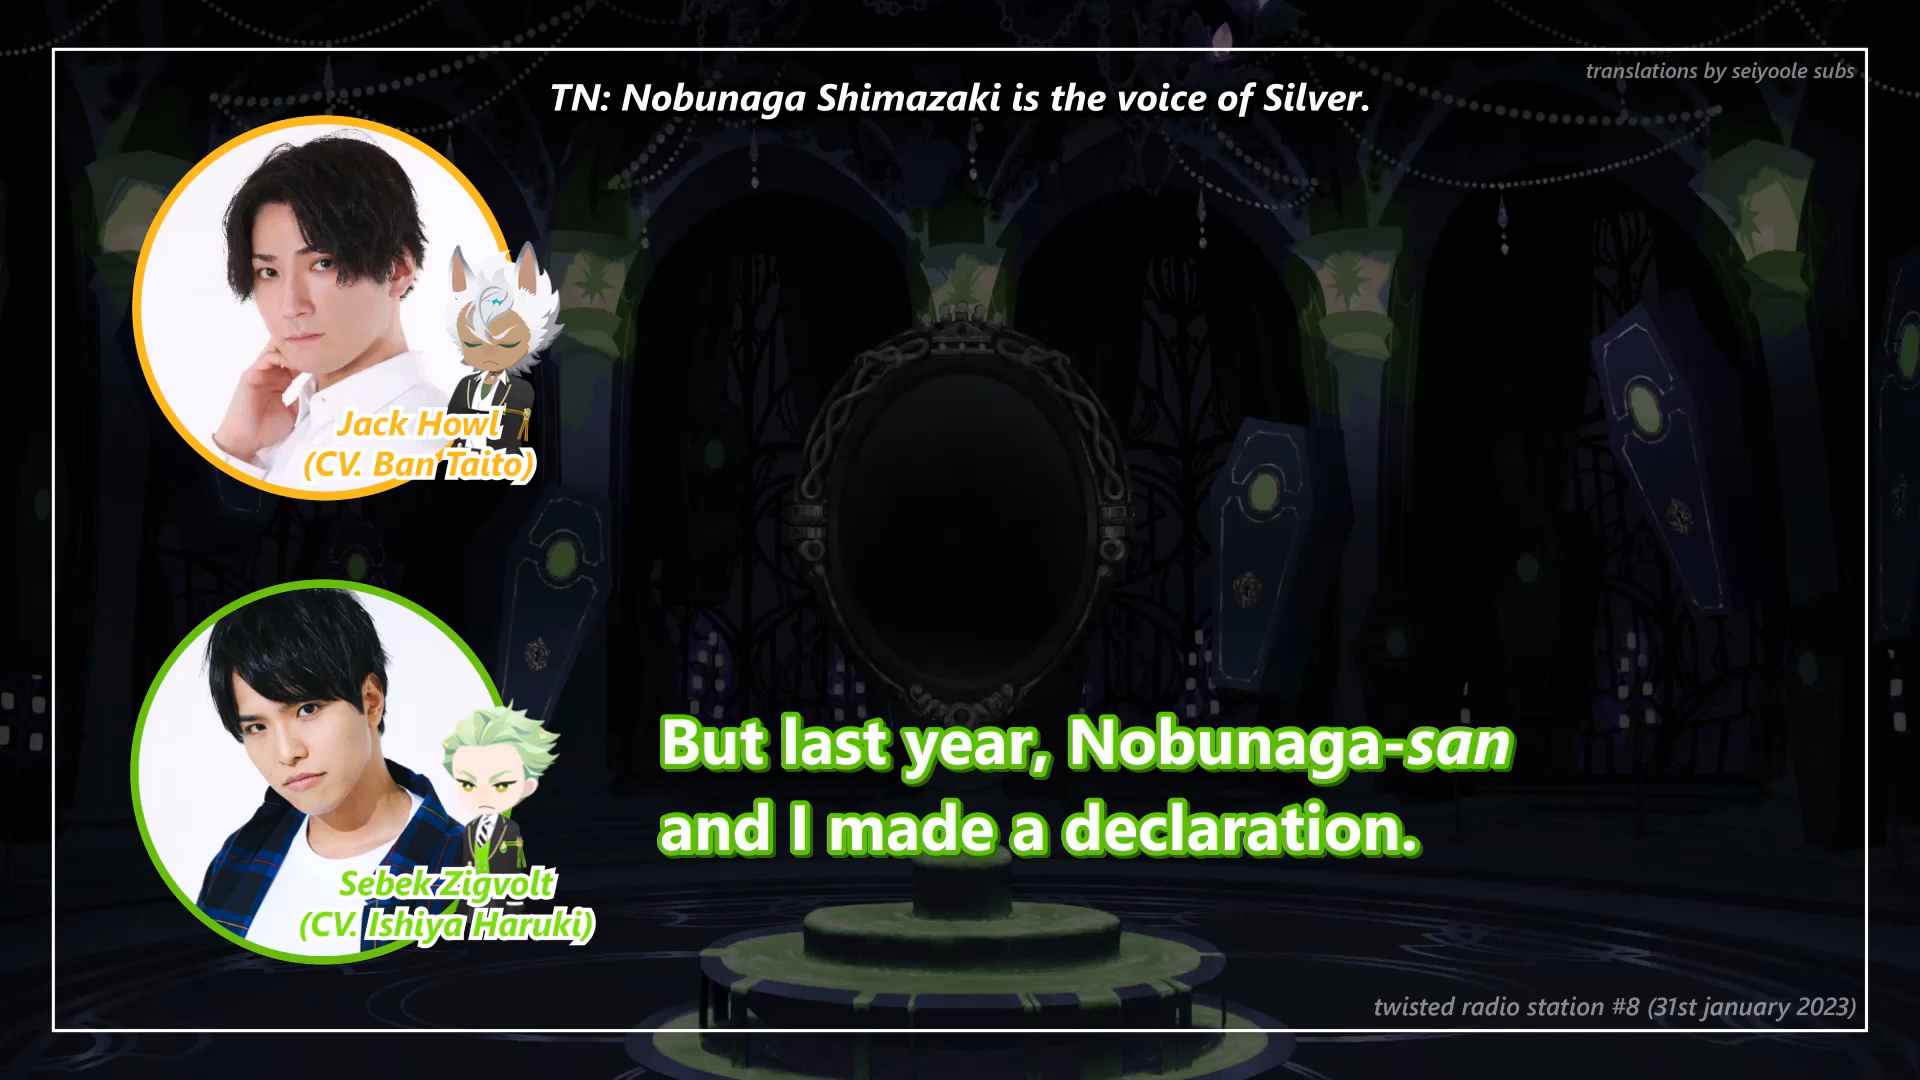 translations by seiyoole subs
TN: Nobunaga Shimazaki is the voice of Silver.
Jack Howl
(CV. Ban Taito)
But last year, Nobunaga-san
and I made a declaration.
Sebek Zigvolt
(CV. Ishiya Haruki)
twisted radio station #8 (31st january 2023)